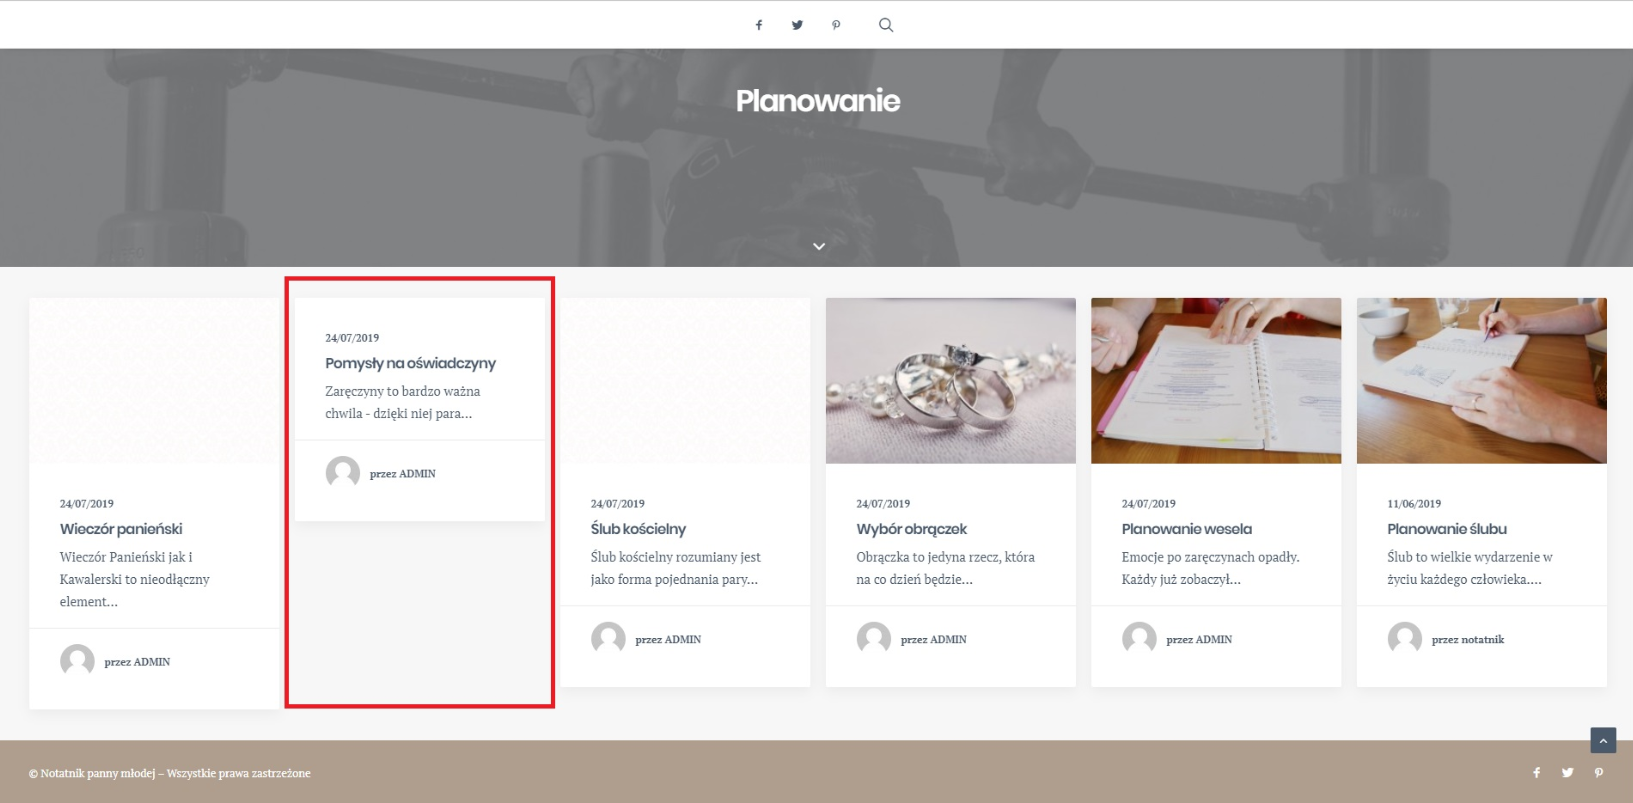 Planowanie
24/07/2019
Wieczór panieński
Wieczór Panieński jak i
Kawalerski to nieodłączny
element...
przez ADMIN
24/07/2019
Pomysły na oświadczyny
Zaręczyny to bardzo ważna
chwila - dzięki niej para...
przez ADMIN
24/07/2019
Ślub kościelny
Ślub kościelny rozumiany jest
jako forma pojednania pary...
przez ADMIN
24/07/2019
Wybór obrączek
Obrączka to jedyna rzecz, która
na co dzień będzie...
przez ADMIN
24/07/2019
Planowanie wesela
Emocje po zaręczynach opadły.
Każdy już zobaczył...
przez ADMIN
11/06/2019
Planowanie ślubu
Ślub to wielkie wydarzenie w
życiu każdego człowieka....
przez notatnik
© Notatnik panny młodej – Wszystkie prawa zastrzeżone